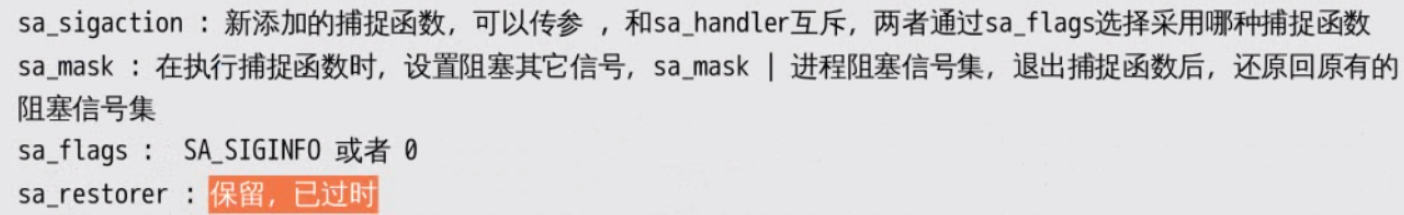 sa_sigaction : 新添加的捕捉函数, 可以传参 , 和sa_handler互斥, 两者通过sa_flags选择采用哪种捕捉函数
sa_mask : 在执行捕捉函数时, 设置阻塞其它信号, sa_mask | 进程阻塞信号集, 退出捕捉函数后, 还原回原有的
阻塞信号集
sa_flags : SA_SIGINFO 或者 0
sa_restorer : 保留, 已过时